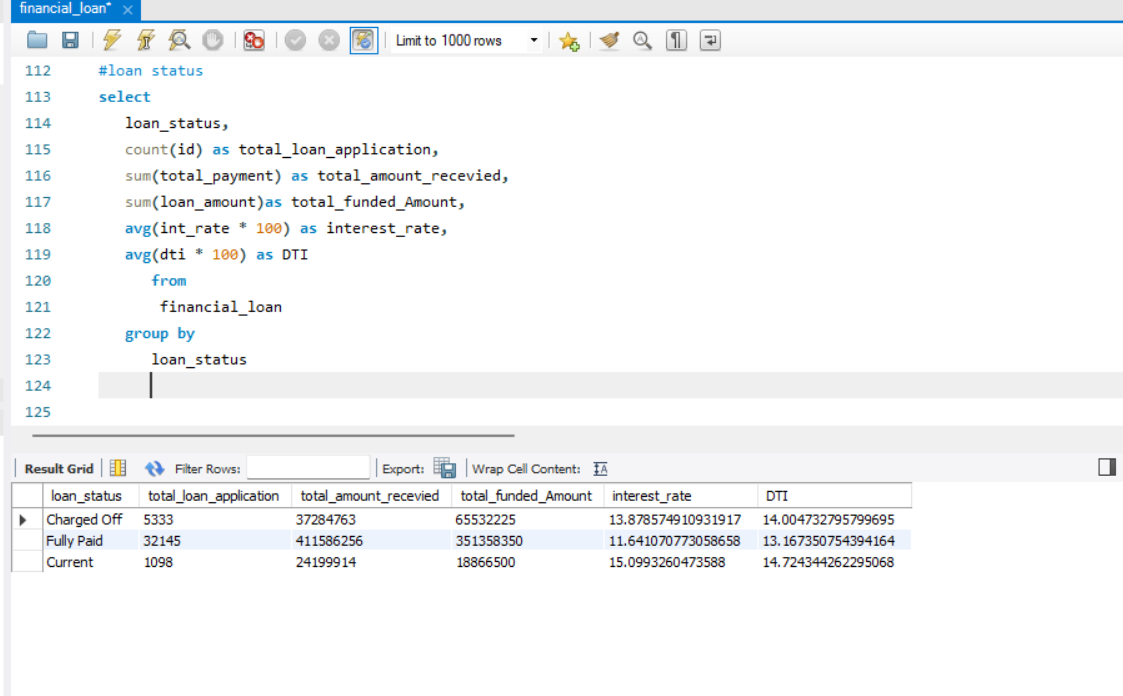 financial_loan*
Limit to 1000 rows
112 #loan status
113 select
114 loan_status,
115 count(id) as total_loan_application,
116 sum(total_payment) as total_amount_recevied,
117 sum(loan_amount)as total_funded_Amount,
118 avg(int_rate * 100) as interest_rate,
119 avg(dti * 100) as DTI
120 from
121 financial_loan
122 group by
123 loan_status
124
125
Result Grid Filter Rows: Export: Wrap Cell Content:
loan_status total_loan_application total_amount_recevied total_funded_Amount interest_rate DTI
Charged Off 5333 37284763 65532225 13.878574910931917 14.004732795799695
Fully Paid 32145 411586256 351358350 11.641070773058658 13.167350754394164
Current 1098 24199914 18866500 15.0993260473588 14.724344262295068